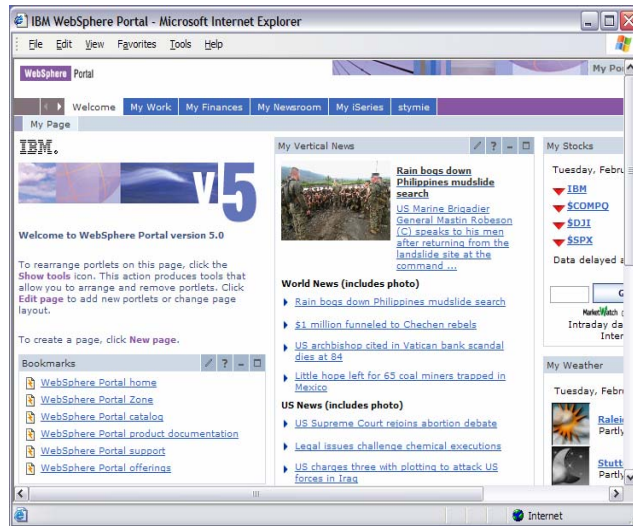 IBM WebSphere Portal - Microsoft Internet Explorer
File Edit View Favorites Tools Help
WebSphere Portal
My Po
Welcome My Work My Finances My Newsroom My iSeries stymie
My Page
IBM.
v5
Welcome to WebSphere Portal version 5.0
To rearrange portlets on this page, click the
Show tools icon. This action produces tools that
allow you to arrange and remove portlets. Click
Edit page to add new portlets or change page
layout.
To create a page, click New page.
Bookmarks
WebSphere Portal home
WebSphere Portal Zone
WebSphere Portal catalog
WebSphere Portal product documentation
WebSphere Portal support
WebSphere Portal offerings
My Vertical News
Rain bogs down
Philippines mudslide
search
US Marine Brigadier
General Mastin Robeson
(C) speaks to his men
after returning from the
landslide site at the
command ...
World News (includes photo)
Rain bogs down Philippines mudslide search
$1 million funneled to Chechen rebels
US archbishop cited in Vatican bank scandal
dies at 84
Little hope left for 65 coal miners trapped in
Mexico
US News (includes photo)
US Supreme Court rejoins abortion debate
Legal issues challenge chemical executions
US charges three with plotting to attack US
forces in Iraq
My Stocks
Tuesday, Febru
IBM
$COMPQ
$DJI
$SPX
Data delayed a
G
MarketWatch
Intraday da
Inter
My Weather
Tuesday, Febru
Ralei
Partly
Stutt
Partly
Internet